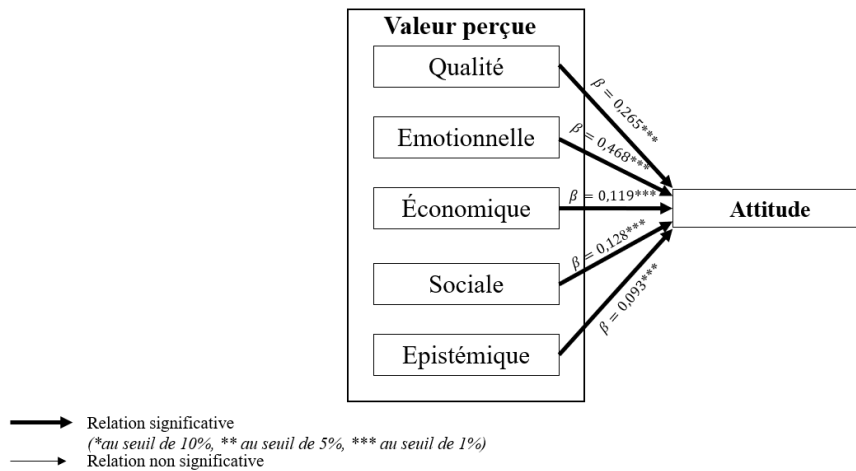 Valeur perçue
Qualité
Emotionnelle
Économique
Sociale
Epistémique
β = 0,265***
β = 0,468***
β = 0,119***
β = 0,128***
β = 0,093***
Attitude
Relation significative
(*au seuil de 10%, ** au seuil de 5%, *** au seuil de 1%)
Relation non significative